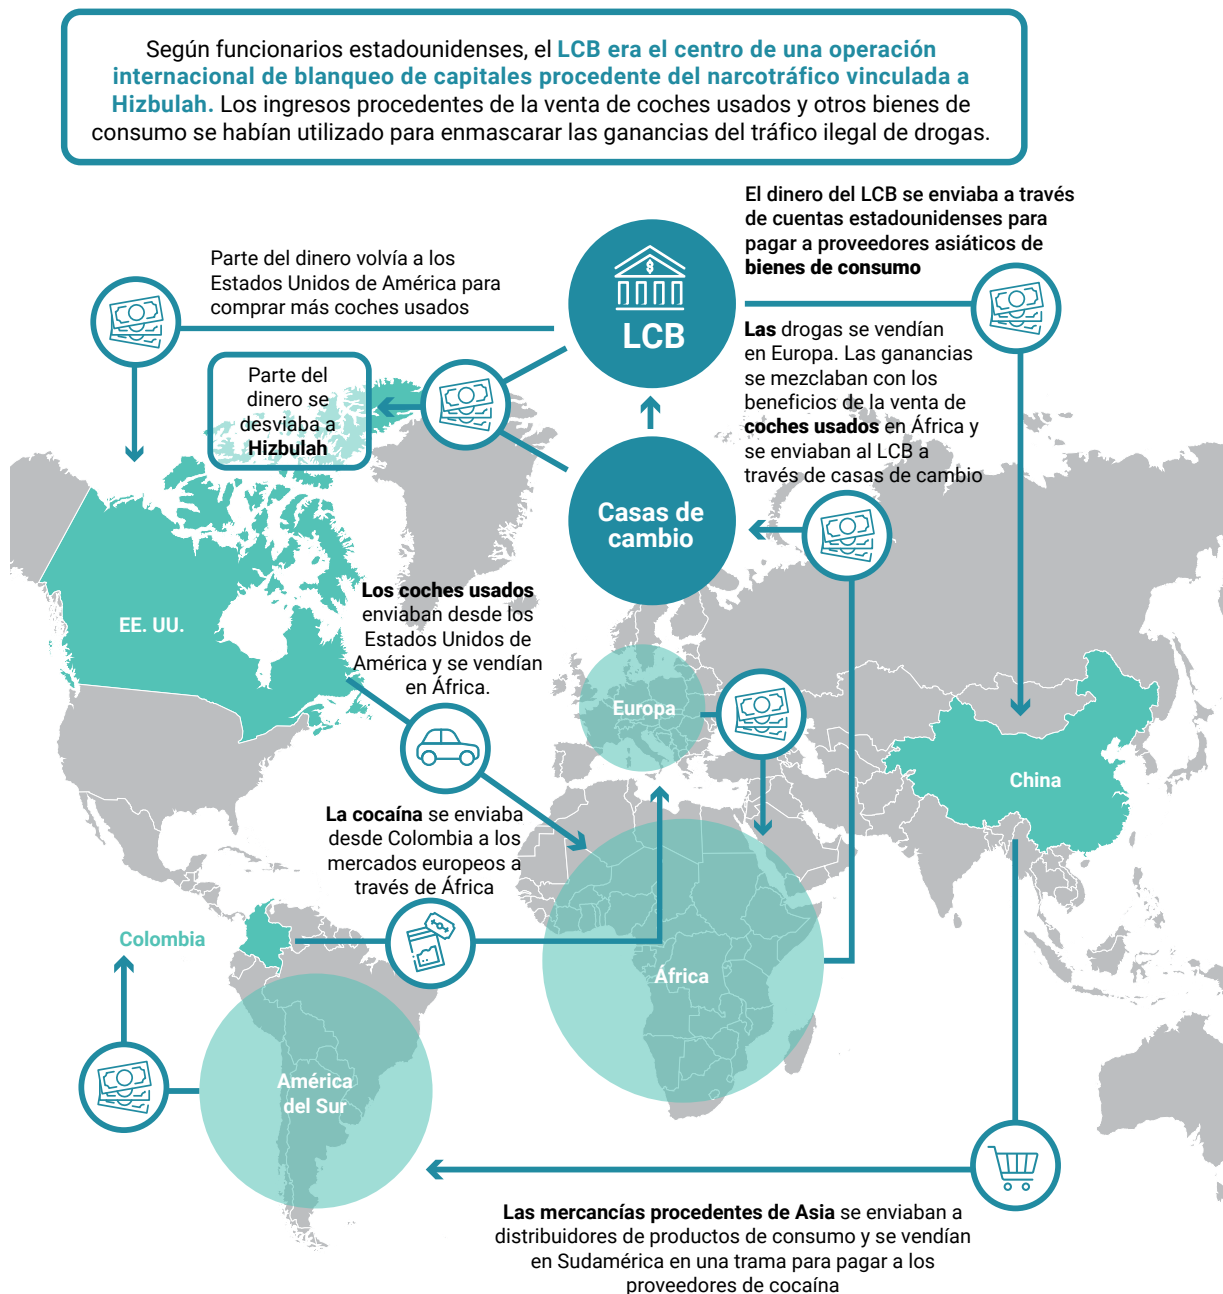 Según funcionarios estadounidenses, el LCB era el centro de una operación
internacional de blanqueo de capitales procedente del narcotráfico vinculada a
Hizbulah. Los ingresos procedentes de la venta de coches usados y otros bienes de
consumo se habían utilizado para enmascarar las ganancias del tráfico ilegal de drogas.
El dinero del LCB se enviaba a través
de cuentas estadounidenses para
pagar a proveedores asiáticos de
bienes de consumo
Parte del dinero volvía a los
Estados Unidos de América para
comprar más coches usados
LCB
Las drogas se vendían
en Europa. Las ganancias
se mezclaban con los
beneficios de la venta de
coches usados en África y
se enviaban al LCB a
través de casas de cambio
Parte del
dinero se
desviaba a
Hizbulah
Casas de
cambio
Los coches usados
enviaban desde los
Estados Unidos de
América y se vendían
en África.
EE. UU.
Europa
China
La cocaína se enviaba
desde Colombia a los
mercados europeos a
través de África
Colombia
África
América
del Sur
Las mercancías procedentes de Asia se enviaban a
distribuidores de productos de consumo y se vendían
en Sudamérica en una trama para pagar a los
proveedores de cocaína